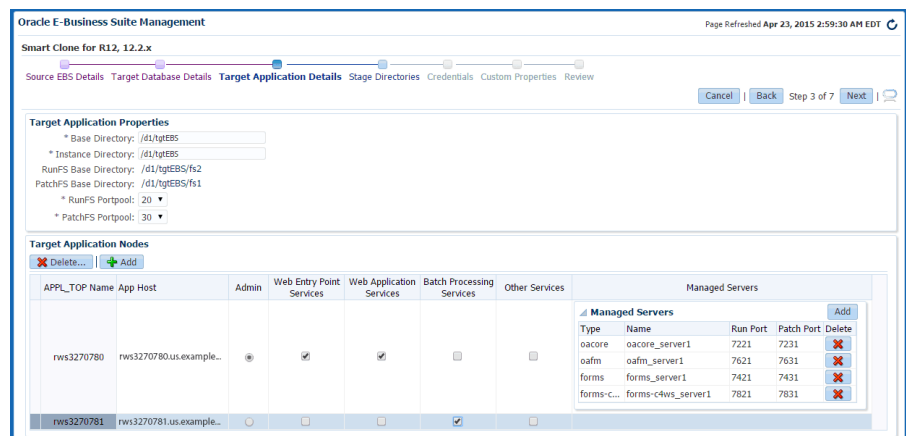 Oracle E-Business Suite Management
Page Refreshed Apr 23, 2015 2:59:30 AM EDT
Smart Clone for R12, 12.2.x
Source EBS Details Target Database Details Target Application Details Stage Directories Credentials Custom Properties Review
Cancel | Back Step 3 of 7 Next |
Target Application Properties
* Base Directory: /d1/tgtEBS
* Instance Directory: /d1/tgtEBS
RunFS Base Directory: /d1/tgtEBS/fs2
PatchFS Base Directory: /d1/tgtEBS/fs1
* RunFS Portpool: 20
* PatchFS Portpool: 30
Target Application Nodes
Delete... | Add
APPL_TOP Name App Host Admin Web Entry Point Services Web Application Services Batch Processing Services Other Services Managed Servers
Managed Servers Add
Type Name Run Port Patch Port Delete
oacore oacore_server1 7221 7231
oafm oafm_server1 7621 7631
rws3270780 rws3270780.us.example...
forms forms_server1 7421 7431
forms-c... forms-c4ws_server1 7821 7831
rws3270781 rws3270781.us.example...